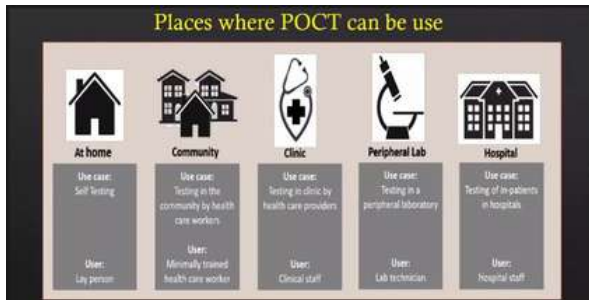 Places where POCT can be use
At home
Use case:
Self Testing
User:
Lay person
Community
Use case:
Testing in the
community by health
care workers
User:
Minimally trained
health care worker
Clinic
Use case:
Testing in clinic by
health care providers
User:
Clinical staff
Peripheral Lab
Use case:
Testing in a
peripheral laboratory
User:
Lab technician
Hospital
Use case:
Testing of in-patients
in hospitals
User:
Hospital staff